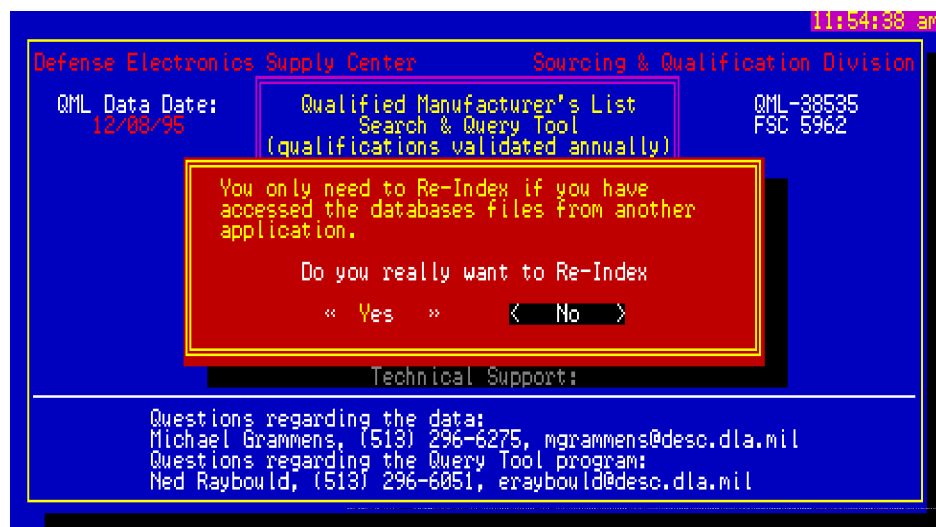 11:54:38 am
Defense Electronics Supply Center Sourcing & Qualification Division
QML Data Date: Qualified Manufacturer's List QML-38535
12/08/95 Search & Query Tool FSC 5962
(qualifications validated annually)
You only need to Re-Index if you have
accessed the databases files from another
application.
Do you really want to Re-Index
« Yes » < No >
Technical Support:
Questions regarding the data:
Michael Grammens, (513) 296-6275, mgrammens@desc.dla.mil
Questions regarding the Query Tool program:
Ned Raybould, (513) 296-6051, eraybould@desc.dla.mil